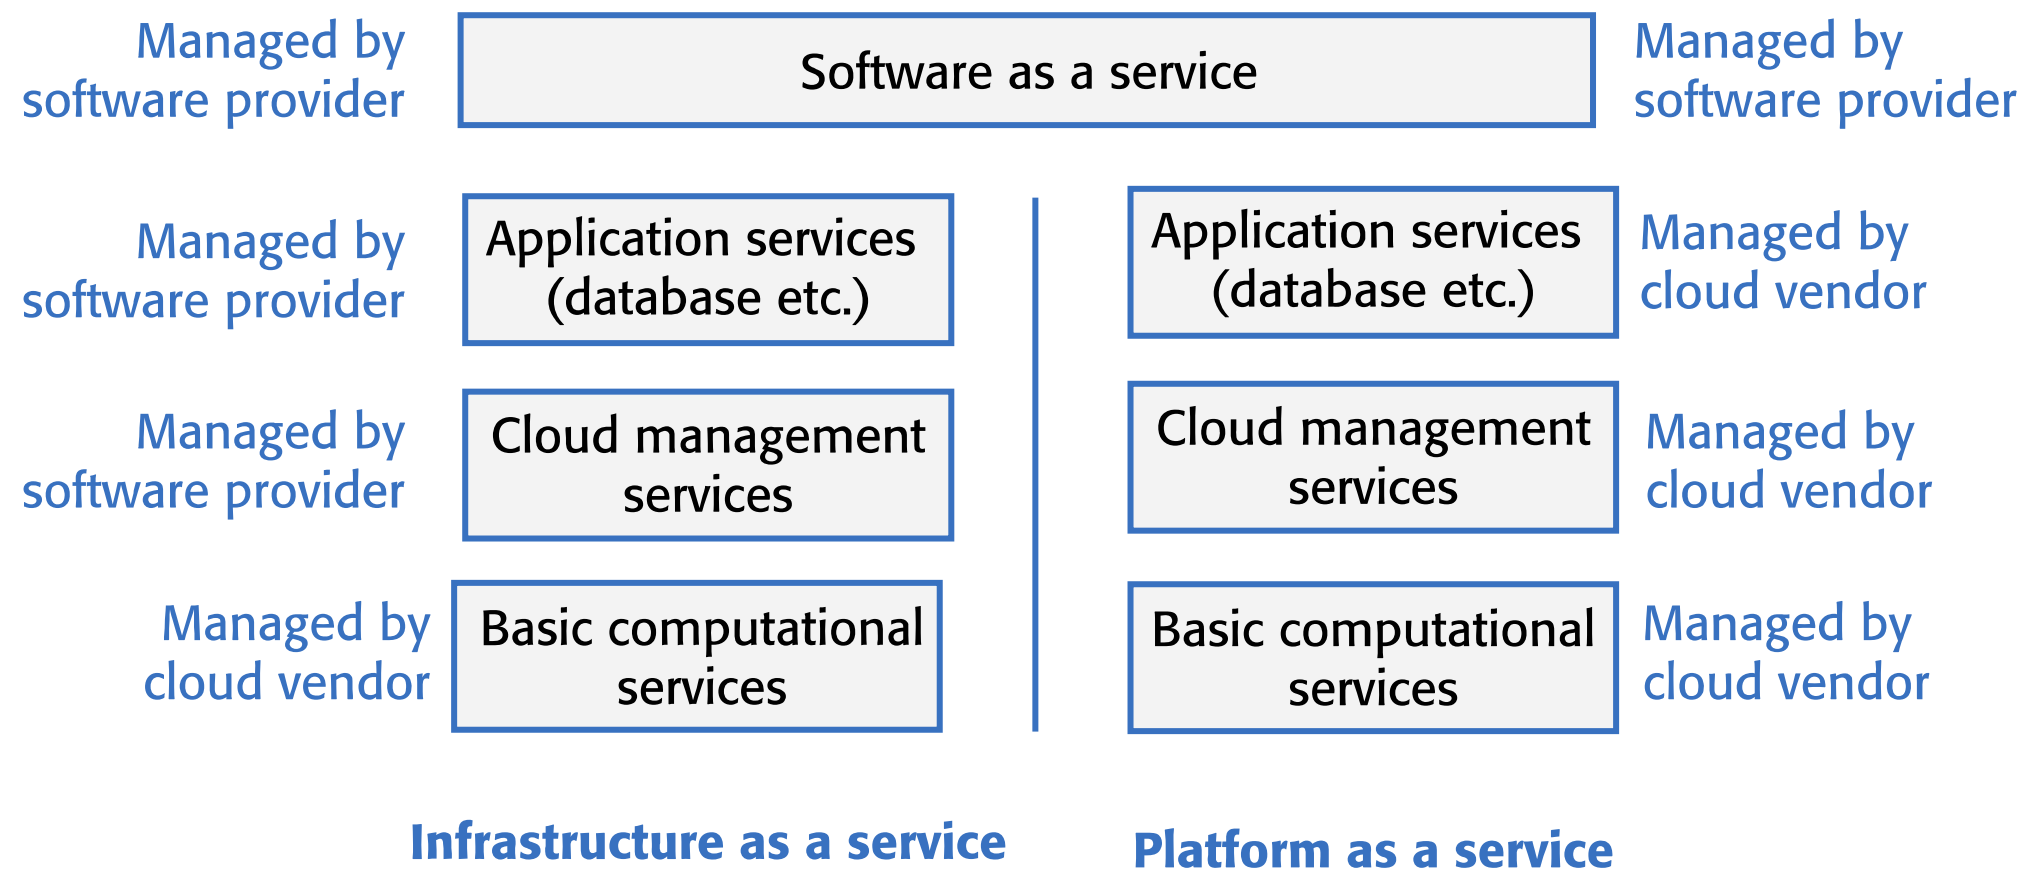 Managed by
software provider
Software as a service
Managed by
software provider
Managed by
software provider
Application services
(database etc.)
Application services
(database etc.)
Managed by
cloud vendor
Managed by
software provider
Cloud management
services
Cloud management
services
Managed by
cloud vendor
Managed by
cloud vendor
Basic computational
services
Basic computational
services
Managed by
cloud vendor
Infrastructure as a service
Platform as a service